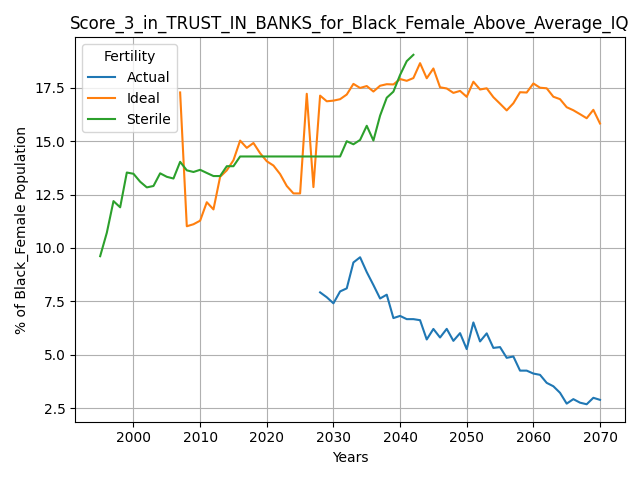 Score_3_in_TRUST_IN_BANKS_for_Black_Female_Above_Average_IQ
Fertility
Actual
Ideal
Sterile
% of Black_Female Population
17.5
15.0
12.5
10.0
7.5
5.0
2.5
2000 2010 2020 2030 2040 2050 2060 2070
Years